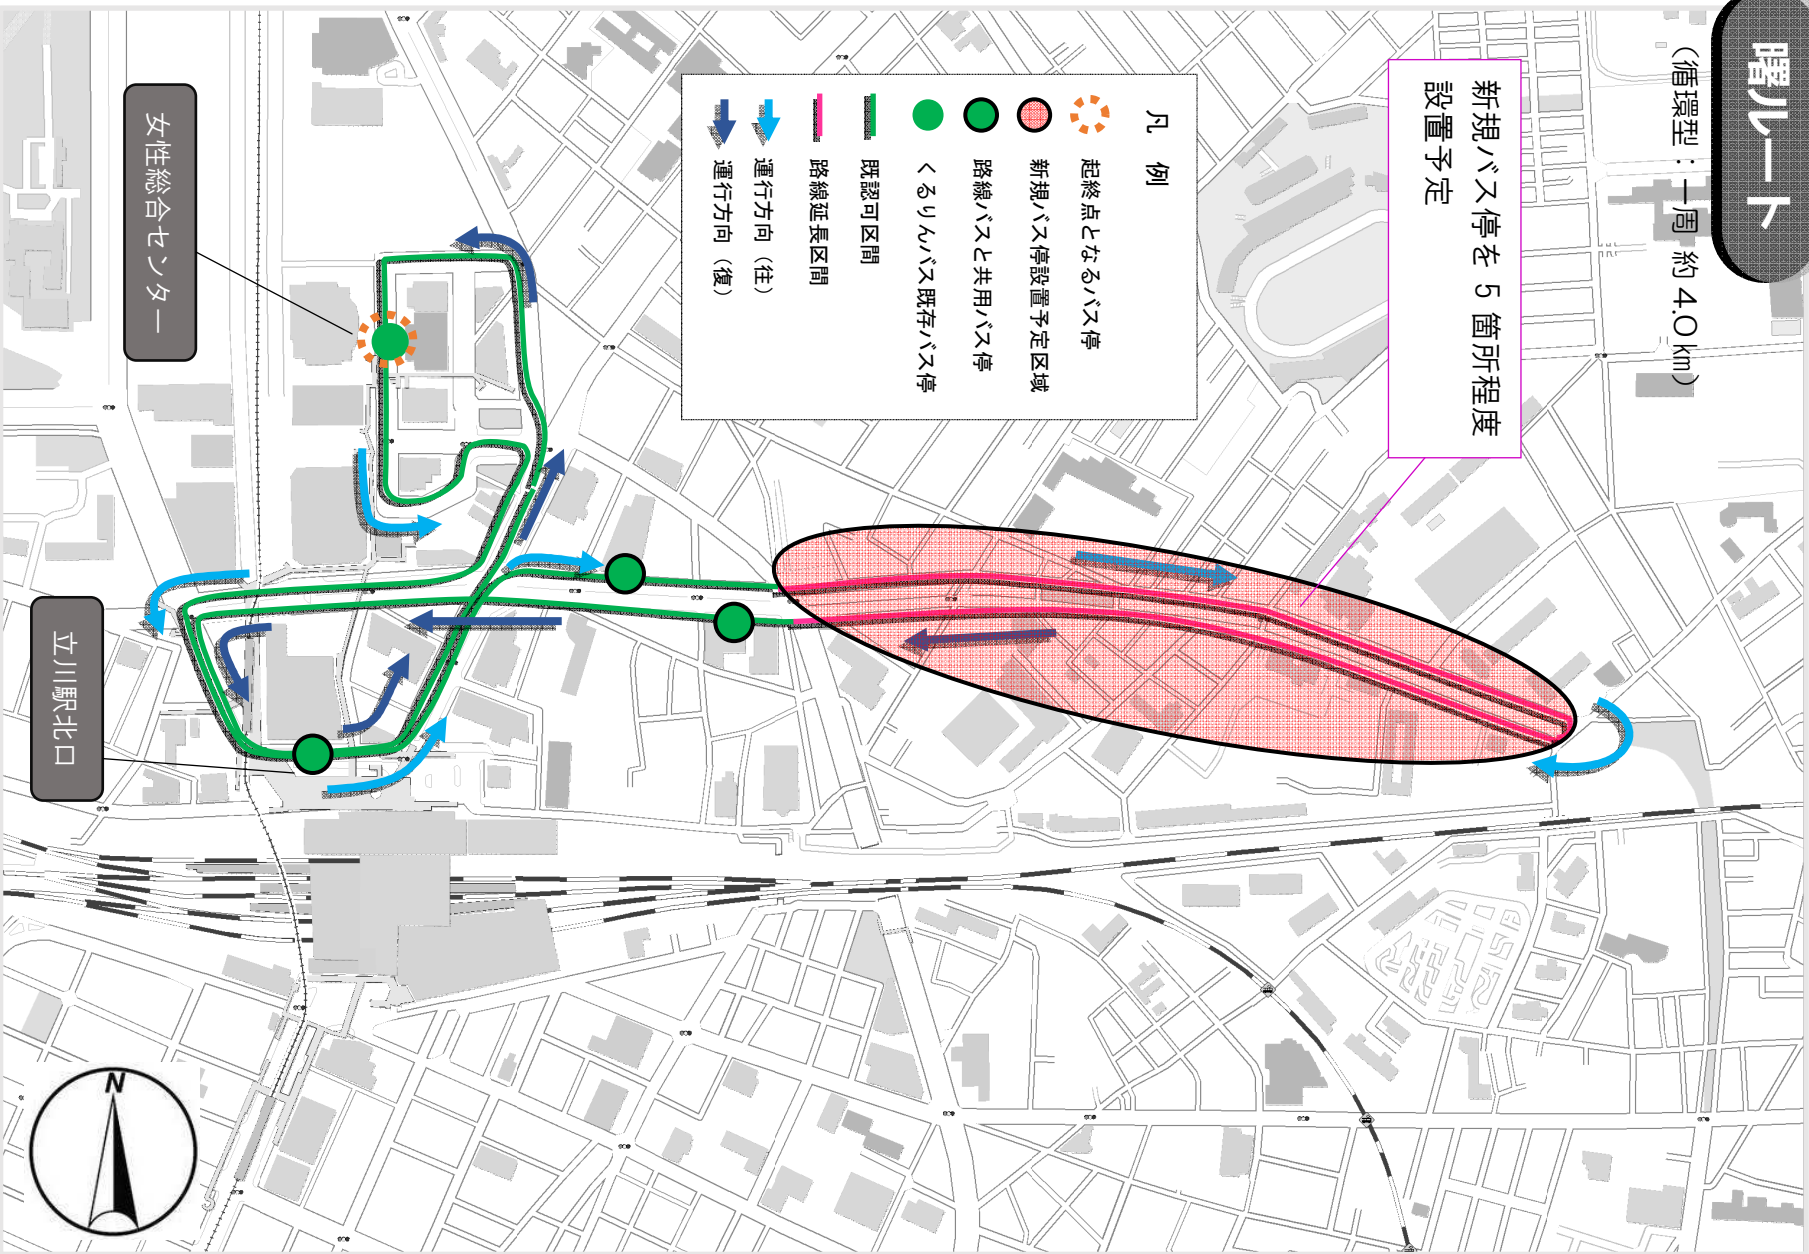 曙ルート
（循環型：一周 約 4.0km）
新規バス停を 5 箇所程度
設置予定
凡 例
起終点となるバス停
新規バス停設置予定区域
路線バスと共用バス停
くるりんバス既存バス停
既認可区間
路線延長区間
運行方向（往）
運行方向（復）
女性総合センター
立川駅北口
N